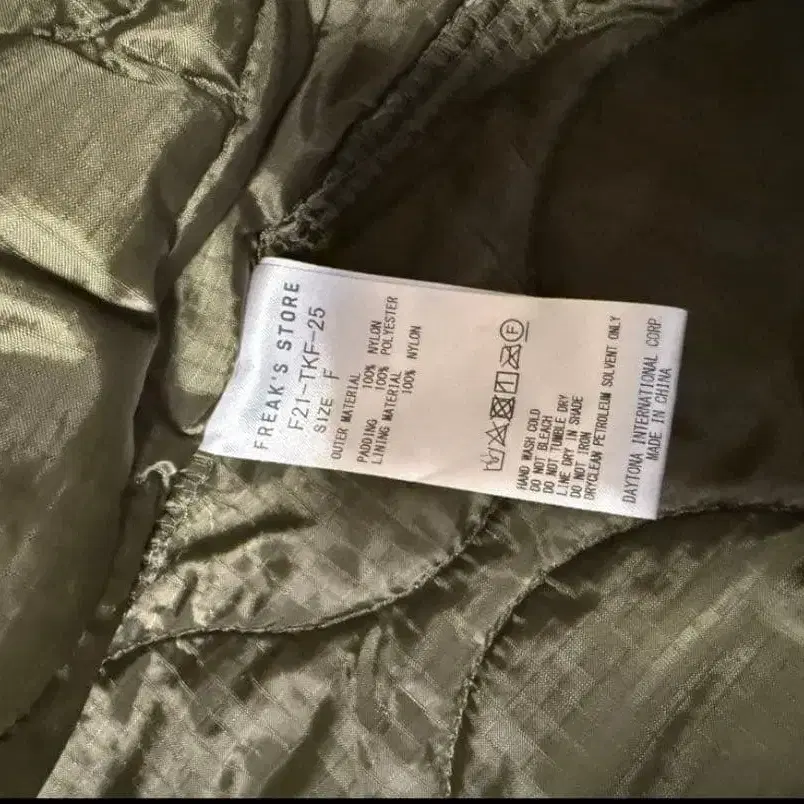 FREAK'S STORE
F21-TKF-25
SIZE F
OUTER MATERIAL
100% NYLON
PADDING 100% POLYESTER
LINING MATERIAL
100% NYLON
F
HAND WASH COLD
DO NOT BLEACH
DO NOT TUMBLE DRY
LINE DRY IN SHADE
DO NOT IRON
DRYCLEAN PETROLEUM SOLVENT ONLY
DAYTONA INTERNATIONAL CORP.
MADE IN CHINA